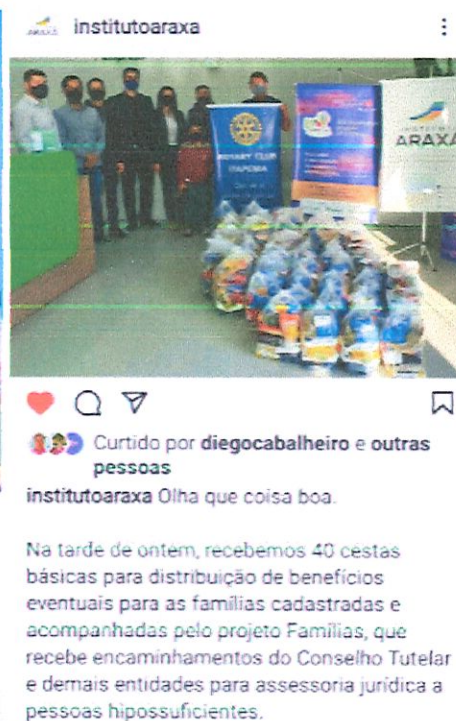 institutoaraxa
ROTARY CLUB
ITAPEMA
ARAXÁ
Curtido por diegocabalheiro e outras
pessoas
institutoaraxa Olha que coisa boa.
Na tarde de ontem, recebemos 40 cestas
básicas para distribuição de benefícios
eventuais para as famílias cadastradas e
acompanhadas pelo projeto Famílias, que
recebe encaminhamentos do Conselho Tutelar
e demais entidades para assessoria jurídica a
pessoas hipossuficientes.